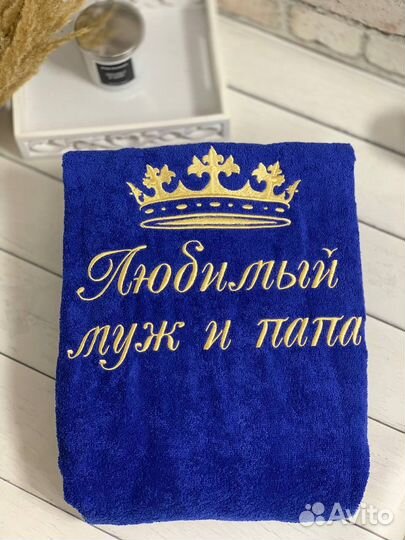 Любимый
муж и папа
Avito